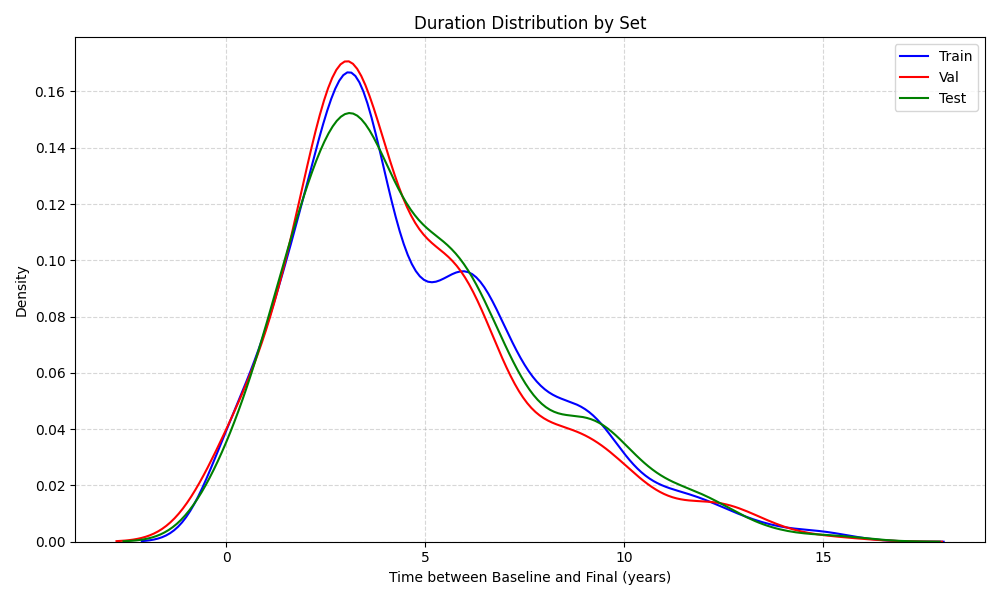 Duration Distribution by Set
Train
Val
Test
Density
0.16
0.14
0.12
0.10
0.08
0.06
0.04
0.02
0.00
0 5 10 15
Time between Baseline and Final (years)